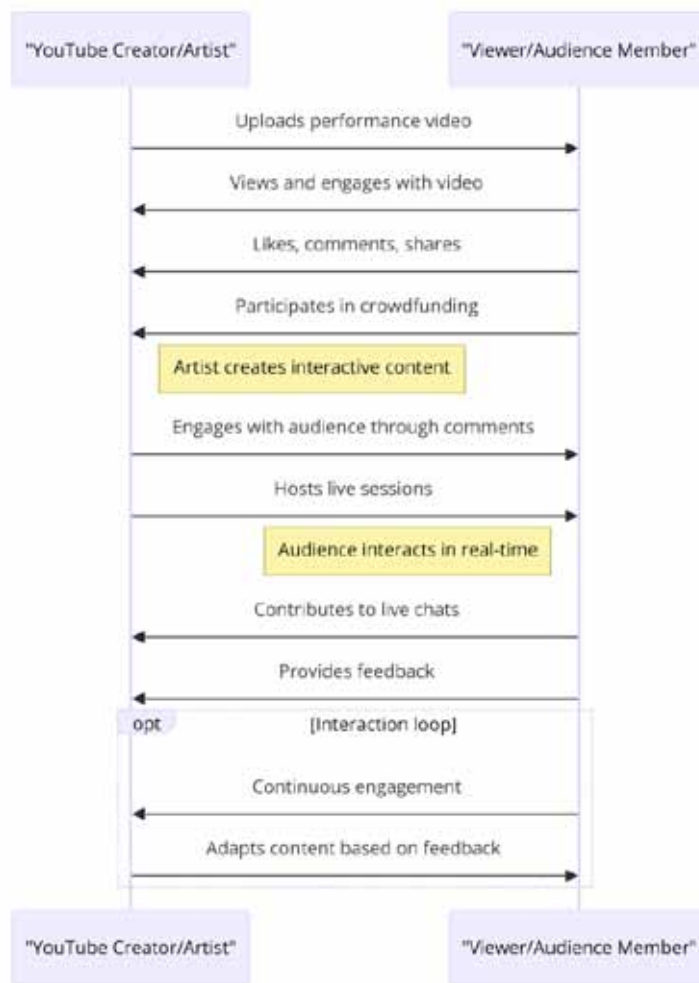 "YouTube Creator/Artist" "Viewer/Audience Member"
Uploads performance video
Views and engages with video
Likes, comments, shares
Participates in crowdfunding
Artist creates interactive content
Engages with audience through comments
Hosts live sessions
Audience interacts in real-time
Contributes to live chats
Provides feedback
opt [Interaction loop]
Continuous engagement
Adapts content based on feedback
"YouTube Creator/Artist" "Viewer/Audience Member"